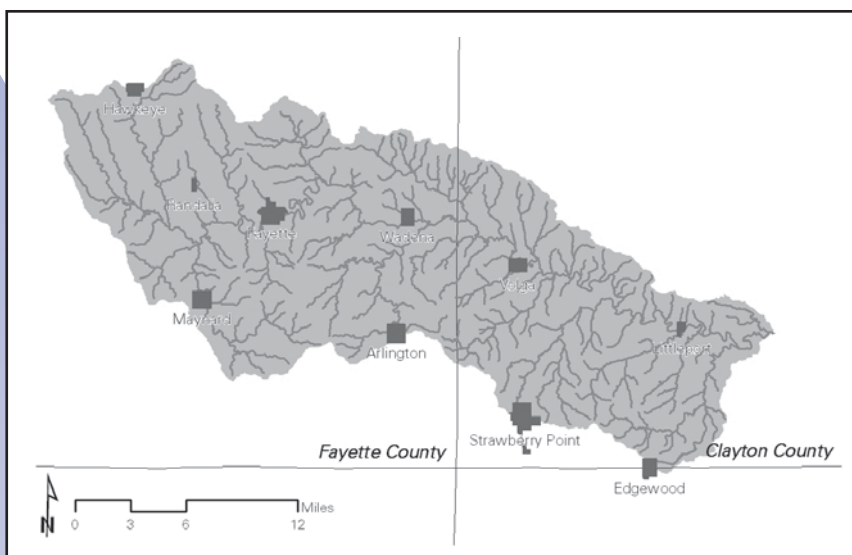 Hawkeye
Randalia
Fayette
Wadena
Volga
Maynard
Littleport
Arlington
Strawberry Point
Fayette County
Clayton County
Edgewood
N
0 3 6 12
Miles